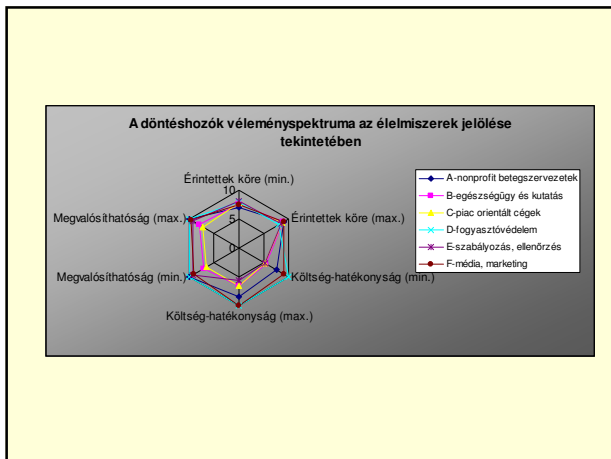 A döntéshozók véleményspektruma az élelmiszerek jelölése
tekintetében
Érintettek köre (min.)
10
5
0
Érintettek köre (max.)
Költség-hatékonyság (min.)
Költség-hatékonyság (max.)
Megvalósíthatóság (min.)
Megvalósíthatóság (max.)
A-nonprofit betegszervezetek
B-egészségügy és kutatás
C-piac orientált cégek
D-fogyasztóvédelem
E-szabályozás, ellenőrzés
F-média, marketing